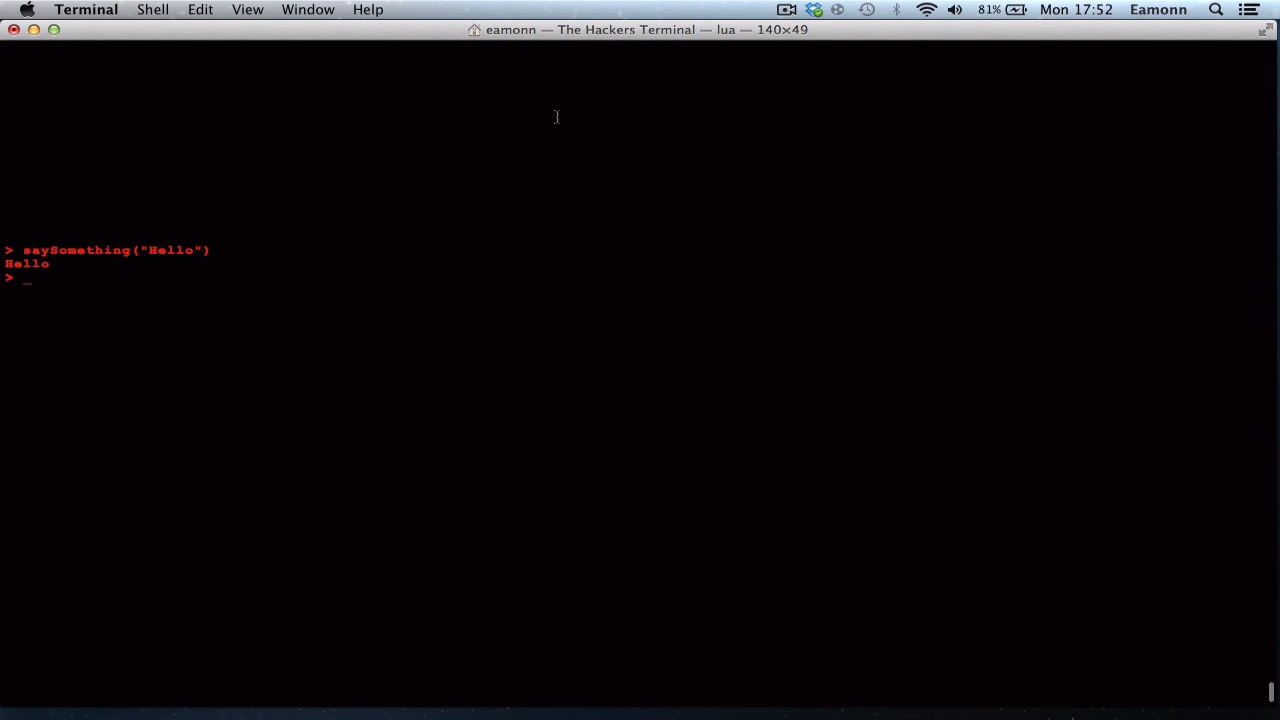 Terminal Shell Edit View Window Help 81% Mon 17:52 Eamonn
eamonn — The Hackers Terminal — lua — 140×49
> saySomething("Hello")
Hello
> _